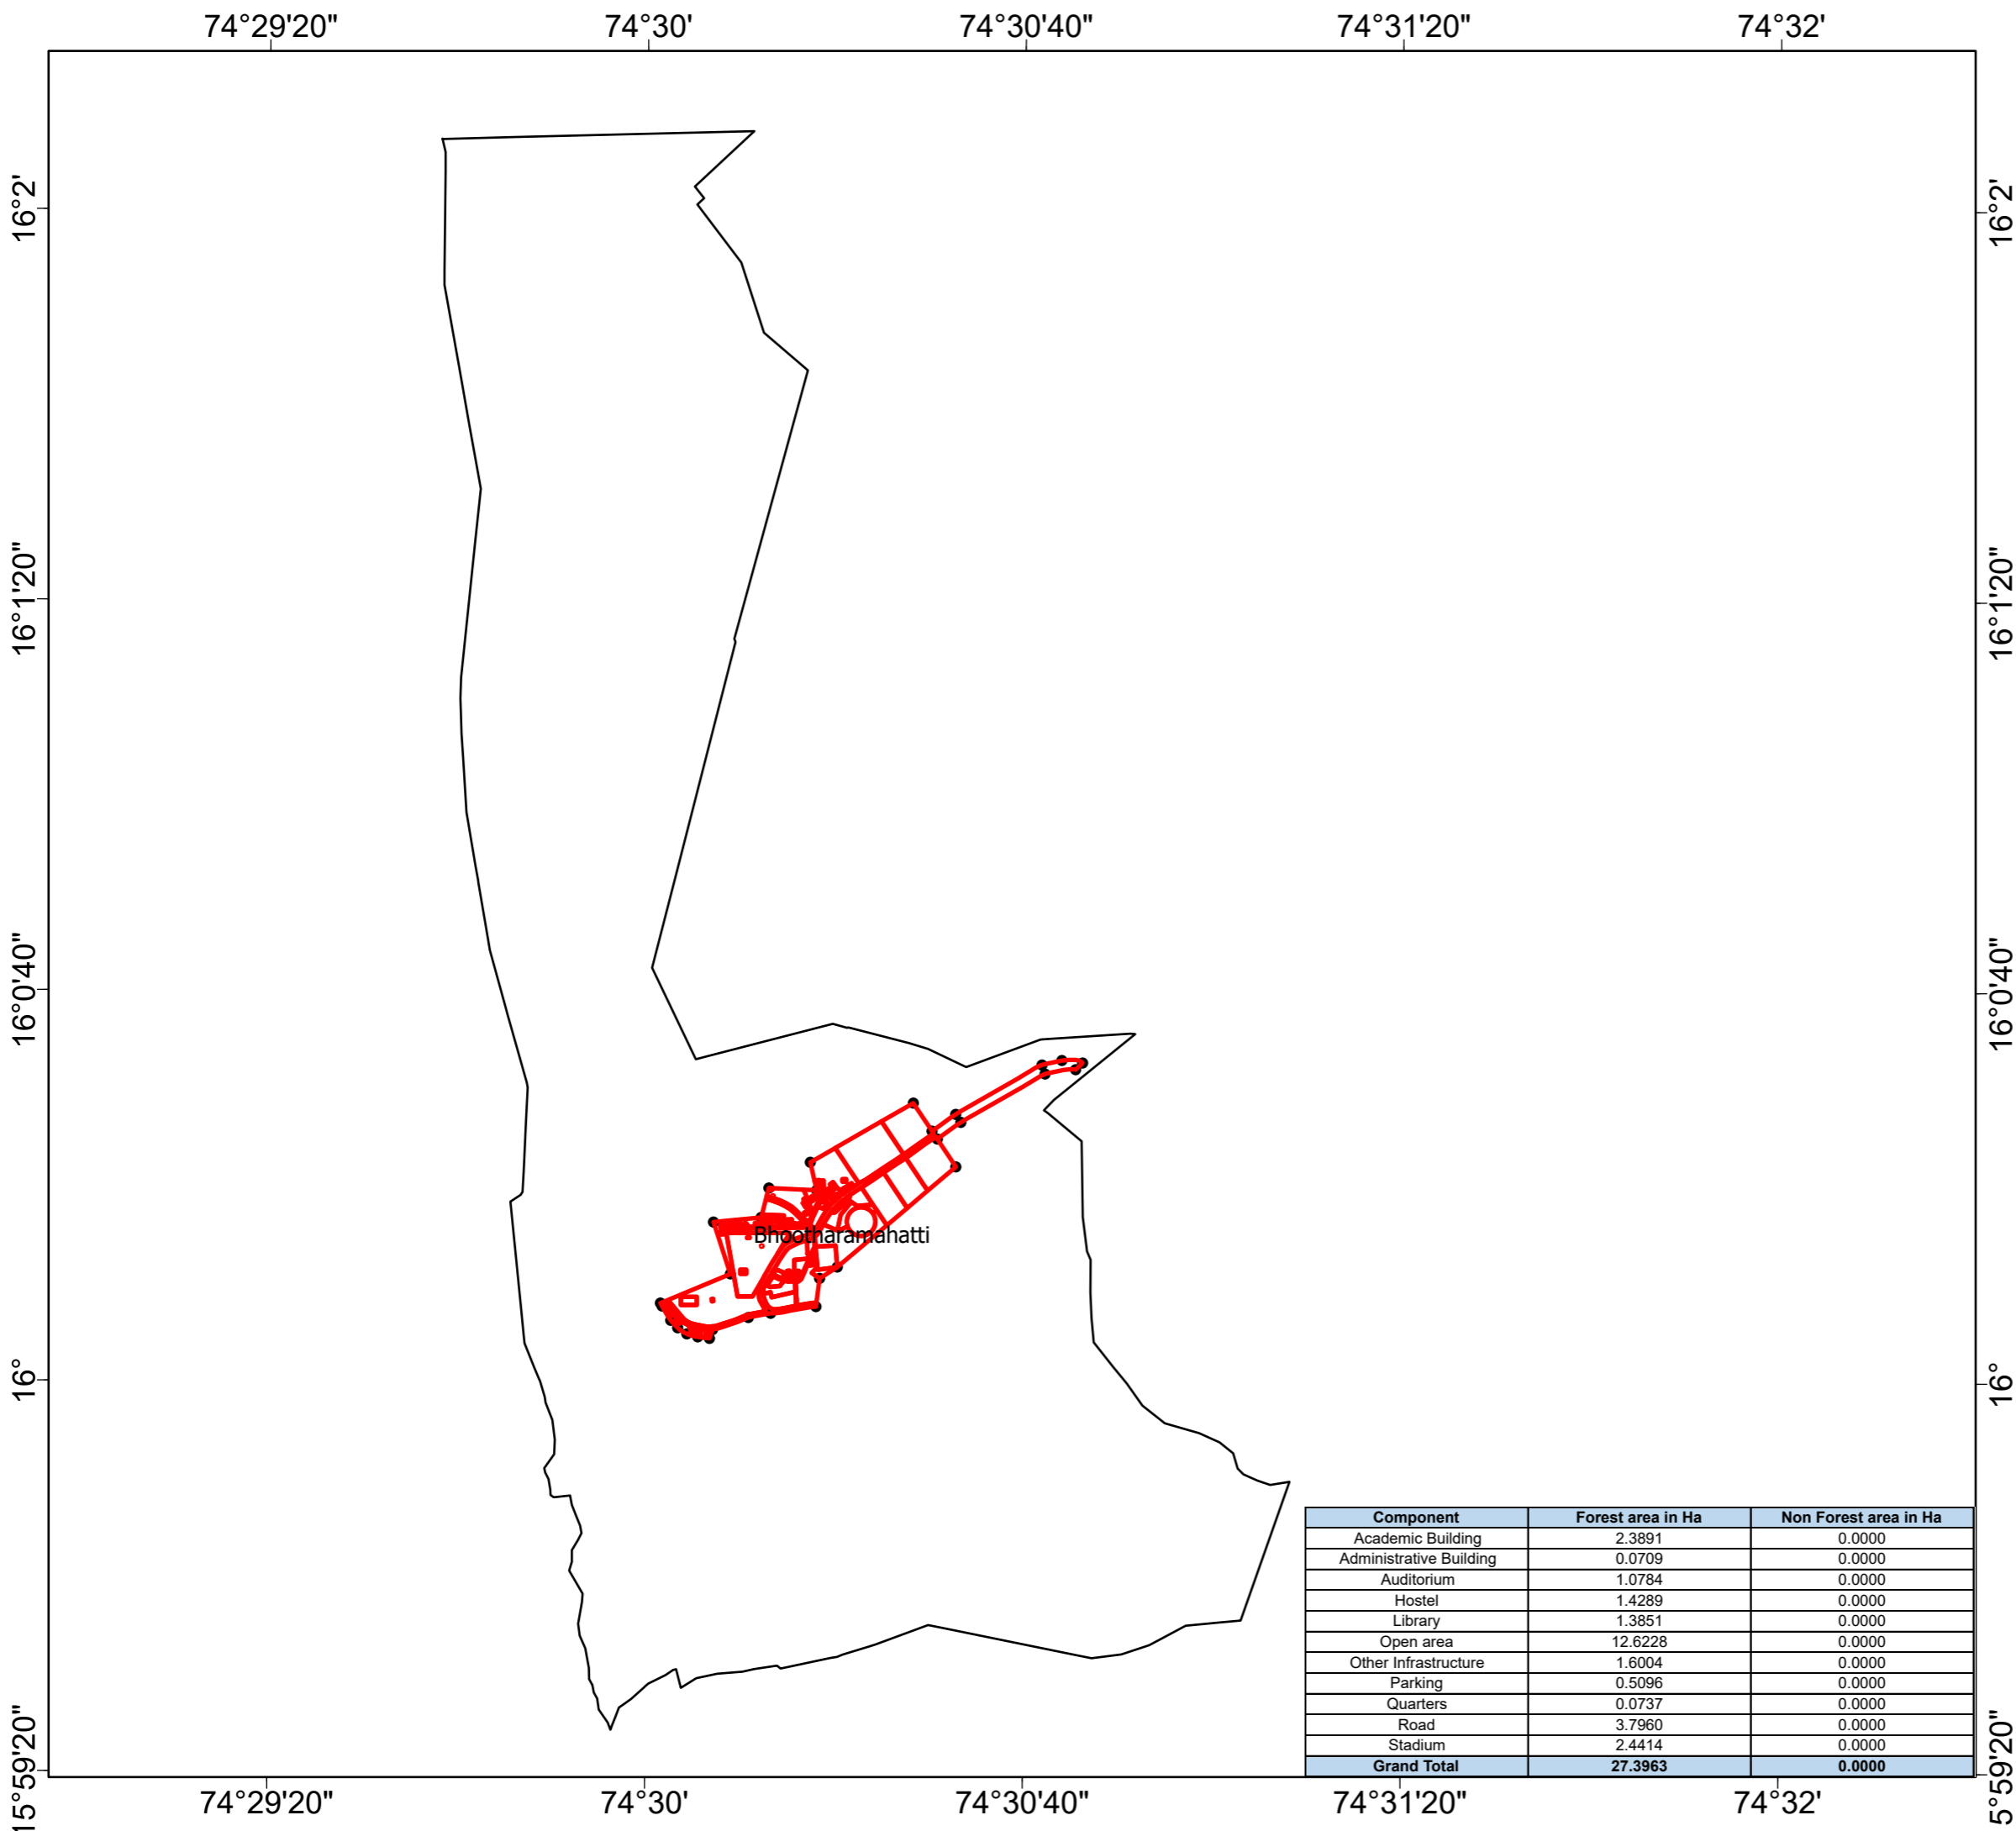 74°29'20" 74°30' 74°30'40" 74°31'20" 74°32'
16°2' 16°2'
16°1'20" 16°1'20"
16°0'40" 16°0'40"
Bhootharamahatti
16° 16°
Component Forest area in Ha Non Forest area in Ha
Academic Building 2.3891 0.0000
Administrative Building 0.0709 0.0000
Auditorium 1.0784 0.0000
Hostel 1.4289 0.0000
Library 1.3851 0.0000
Open area 12.6228 0.0000
Other Infrastructure 1.6004 0.0000
Parking 0.5096 0.0000
Quarters 0.0737 0.0000
Road 3.7960 0.0000
Stadium 2.4414 0.0000
Grand Total 27.3963 0.0000
15°59'20" 5°59'20"
74°29'20" 74°30' 74°30'40" 74°31'20" 74°32'